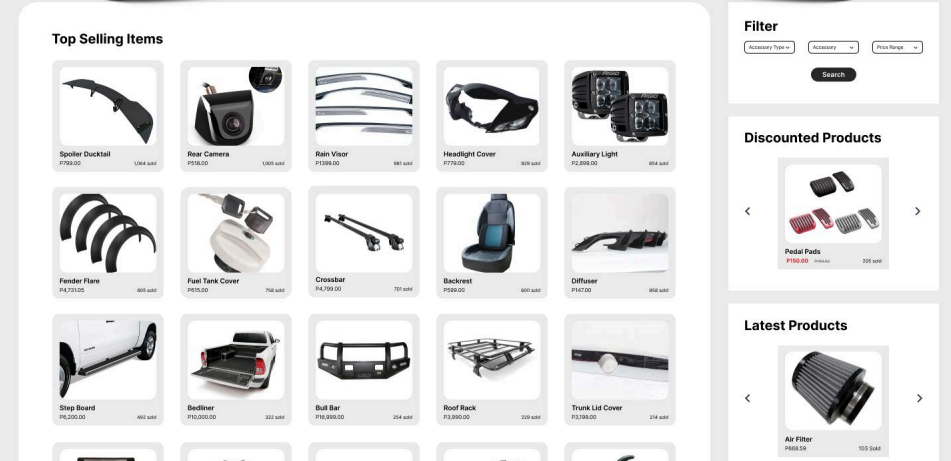 Top Selling Items
Spoiler Ducktail
P799.00 1,064 sold
Rear Camera
P518.00 1,005 sold
Rain Visor
P1399.00 981 sold
Headlight Cover
P779.00 929 sold
Auxiliary Light
P2,899.00 854 sold
Fender Flare
P4,731.05 805 sold
Fuel Tank Cover
P615.00 758 sold
Crossbar
P4,799.00 701 sold
Backrest
P599.00 600 sold
Diffuser
P147.00 958 sold
Step Board
P6,200.00 492 sold
Bedliner
P10,000.00 322 sold
Bull Bar
P16,999.00 254 sold
Roof Rack
P3,990.00 229 sold
Trunk Lid Cover
P3,199.00 214 sold
Filter
Accessory Type
Accessory
Price Range
Search
Discounted Products
Pedal Pads
P150.00 205 sold
Latest Products
Air Filter
P668.59 103 Sold
RIGID